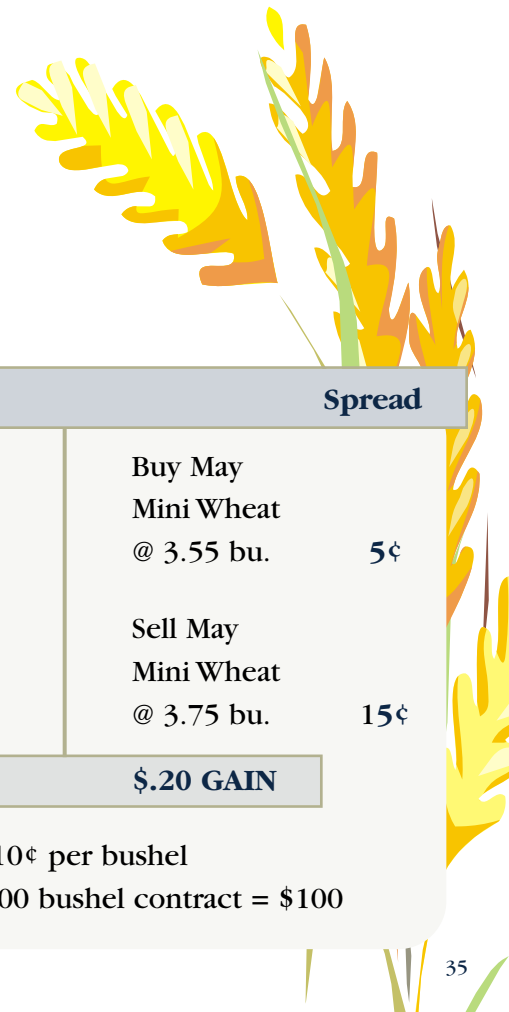 Spread
Buy May
Mini Wheat
@ 3.55 bu. 5¢
Sell May
Mini Wheat
@ 3.75 bu. 15¢
$.20 GAIN
10¢ per bushel
00 bushel contract = $100
35